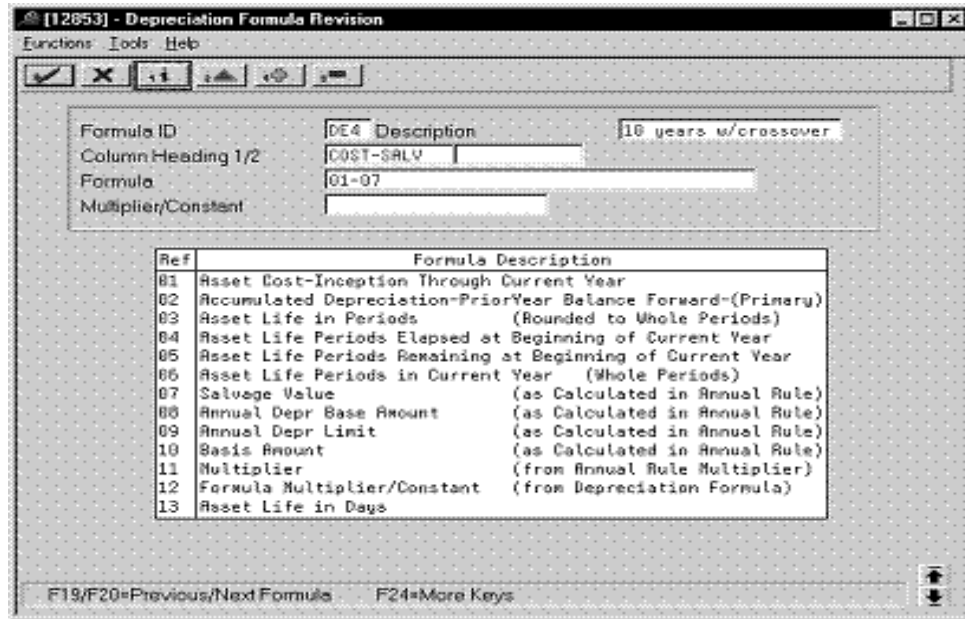 [12853] - Depreciation Formula Revision
Functions Tools Help
Formula ID DE4 Description 10 years w/crossover
Column Heading 1/2 COST-SALV
Formula 01-07
Multiplier/Constant
Ref Formula Description
01 Asset Cost-Inception Through Current Year
02 Accumulated Depreciation-PriorYear Balance Forward-(Primary)
03 Asset Life in Periods (Rounded to Whole Periods)
04 Asset Life Periods Elapsed at Beginning of Current Year
05 Asset Life Periods Remaining at Beginning of Current Year
06 Asset Life Periods in Current Year (Whole Periods)
07 Salvage Value (as Calculated in Annual Rule)
08 Annual Depr Base Amount (as Calculated in Annual Rule)
09 Annual Depr Limit (as Calculated in Annual Rule)
10 Basis Amount (as Calculated in Annual Rule)
11 Multiplier (from Annual Rule Multiplier)
12 Formula Multiplier/Constant (from Depreciation Formula)
13 Asset Life in Days
F19/F20=Previous/Next Formula F24=More Keys